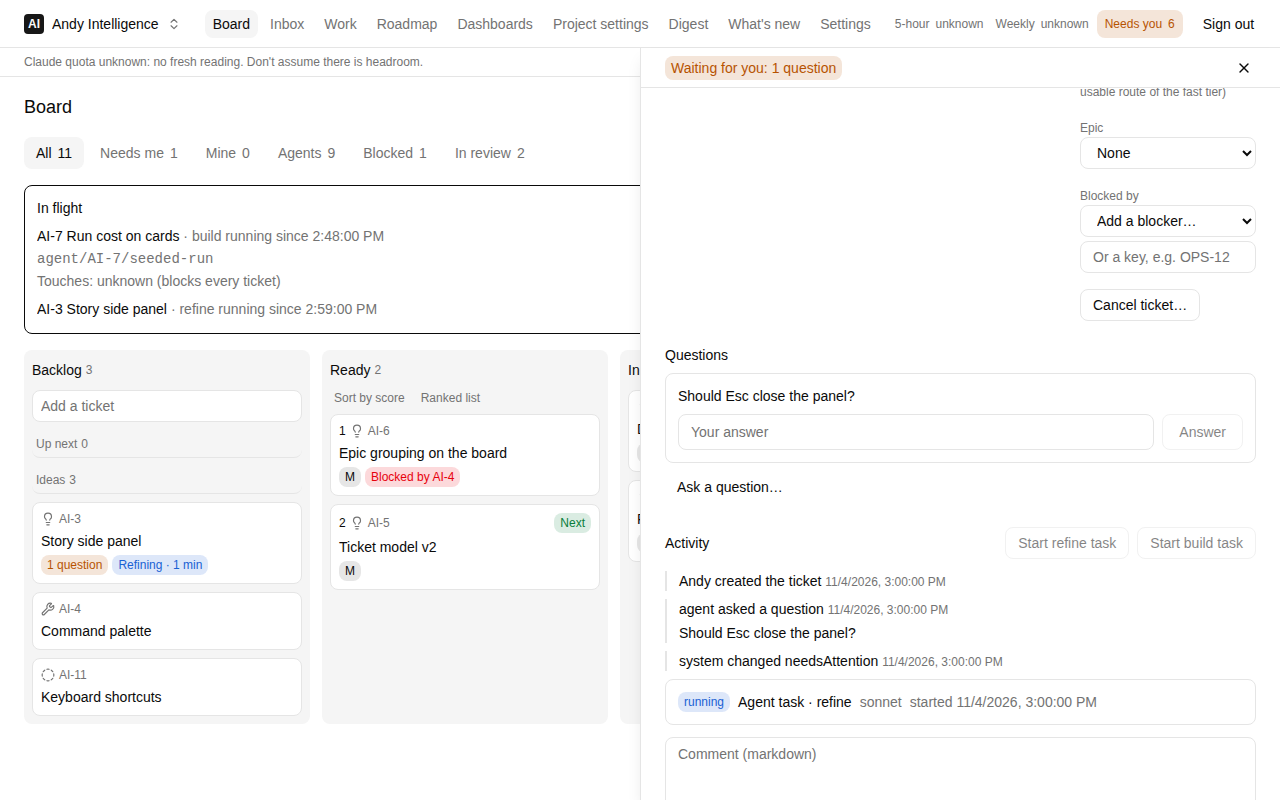 AI Andy Intelligence Board Inbox Work Roadmap Dashboards Project settings Digest What's new Settings 5-hour unknown Weekly unknown Needs you 6 Sign out
Claude quota unknown: no fresh reading. Don't assume there is headroom.
Board
All 11 Needs me 1 Mine 0 Agents 9 Blocked 1 In review 2
In flight
AI-7 Run cost on cards · build running since 2:48:00 PM
agent/AI-7/seeded-run
Touches: unknown (blocks every ticket)
AI-3 Story side panel · refine running since 2:59:00 PM
Backlog 3
Add a ticket
Up next 0
Ideas 3
AI-3
Story side panel
1 question Refining · 1 min
AI-4
Command palette
AI-11
Keyboard shortcuts
Ready 2
Sort by score Ranked list
1 AI-6
Epic grouping on the board
M Blocked by AI-4
2 AI-5 Next
Ticket model v2
M
In
Waiting for you: 1 question
usable route of the fast tier)
Epic
None
Blocked by
Add a blocker…
Or a key, e.g. OPS-12
Cancel ticket…
Questions
Should Esc close the panel?
Your answer Answer
Ask a question…
Activity Start refine task Start build task
Andy created the ticket 11/4/2026, 3:00:00 PM
agent asked a question 11/4/2026, 3:00:00 PM
Should Esc close the panel?
system changed needsAttention 11/4/2026, 3:00:00 PM
running Agent task · refine sonnet started 11/4/2026, 3:00:00 PM
Comment (markdown)